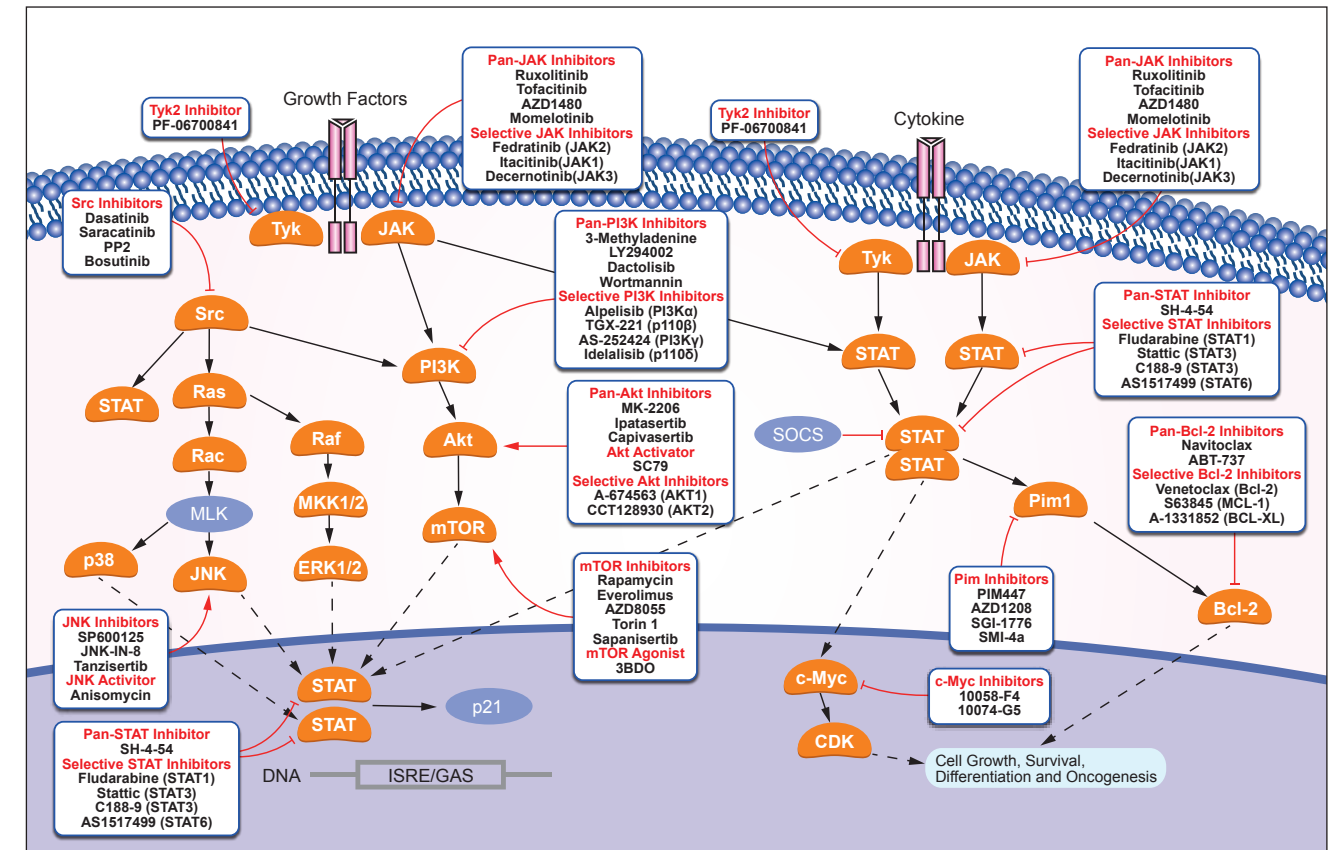 Tyk2 Inhibitor
PF-06700841
Growth Factors
Pan-JAK Inhibitors
Ruxolitinib
Tofacitinib
AZD1480
Momelotinib
Selective JAK Inhibitors
Fedratinib (JAK2)
Itacitinib(JAK1)
Decernotinib(JAK3)
Tyk2 Inhibitor
PF-06700841
Cytokine
Pan-JAK Inhibitors
Ruxolitinib
Tofacitinib
AZD1480
Momelotinib
Selective JAK Inhibitors
Fedratinib (JAK2)
Itacitinib(JAK1)
Decernotinib(JAK3)
Src Inhibitors
Dasatinib
Saracatinib
PP2
Bosutinib
Tyk
JAK
Pan-PI3K Inhibitors
3-Methyladenine
LY294002
Dactolisib
Wortmannin
Selective PI3K Inhibitors
Alpelisib (PI3Kα)
TGX-221 (p110β)
AS-252424 (PI3Kγ)
Idelalisib (p110δ)
Tyk
JAK
Pan-STAT Inhibitor
SH-4-54
Selective STAT Inhibitors
Fludarabine (STAT1)
Stattic (STAT3)
C188-9 (STAT3)
AS1517499 (STAT6)
Src
PI3K
STAT
STAT
STAT
Ras
Raf
Akt
Pan-Akt Inhibitors
MK-2206
Ipatasertib
Capivasertib
Akt Activator
SC79
Selective Akt Inhibitors
A-674563 (AKT1)
CCT128930 (AKT2)
SOCS
STAT
STAT
Pan-Bcl-2 Inhibitors
Navitoclax
ABT-737
Selective Bcl-2 Inhibitors
Venetoclax (Bcl-2)
S63845 (MCL-1)
A-1331852 (BCL-XL)
Rac
MLK
MKK1/2
mTOR
Pim1
p38
JNK
ERK1/2
mTOR Inhibitors
Rapamycin
Everolimus
AZD8055
Torin 1
Sapanisertib
mTOR Agonist
3BDO
Pim Inhibitors
PIM447
AZD1208
SGI-1776
SMI-4a
Bcl-2
JNK Inhibitors
SP600125
JNK-IN-8
Tanzisertib
JNK Activitor
Anisomycin
STAT
STAT
p21
c-Myc
c-Myc Inhibitors
10058-F4
10074-G5
CDK
Pan-STAT Inhibitor
SH-4-54
Selective STAT Inhibitors
Fludarabine (STAT1)
Stattic (STAT3)
C188-9 (STAT3)
AS1517499 (STAT6)
DNA
ISRE/GAS
Cell Growth, Survival,
Differentiation and Oncogenesis